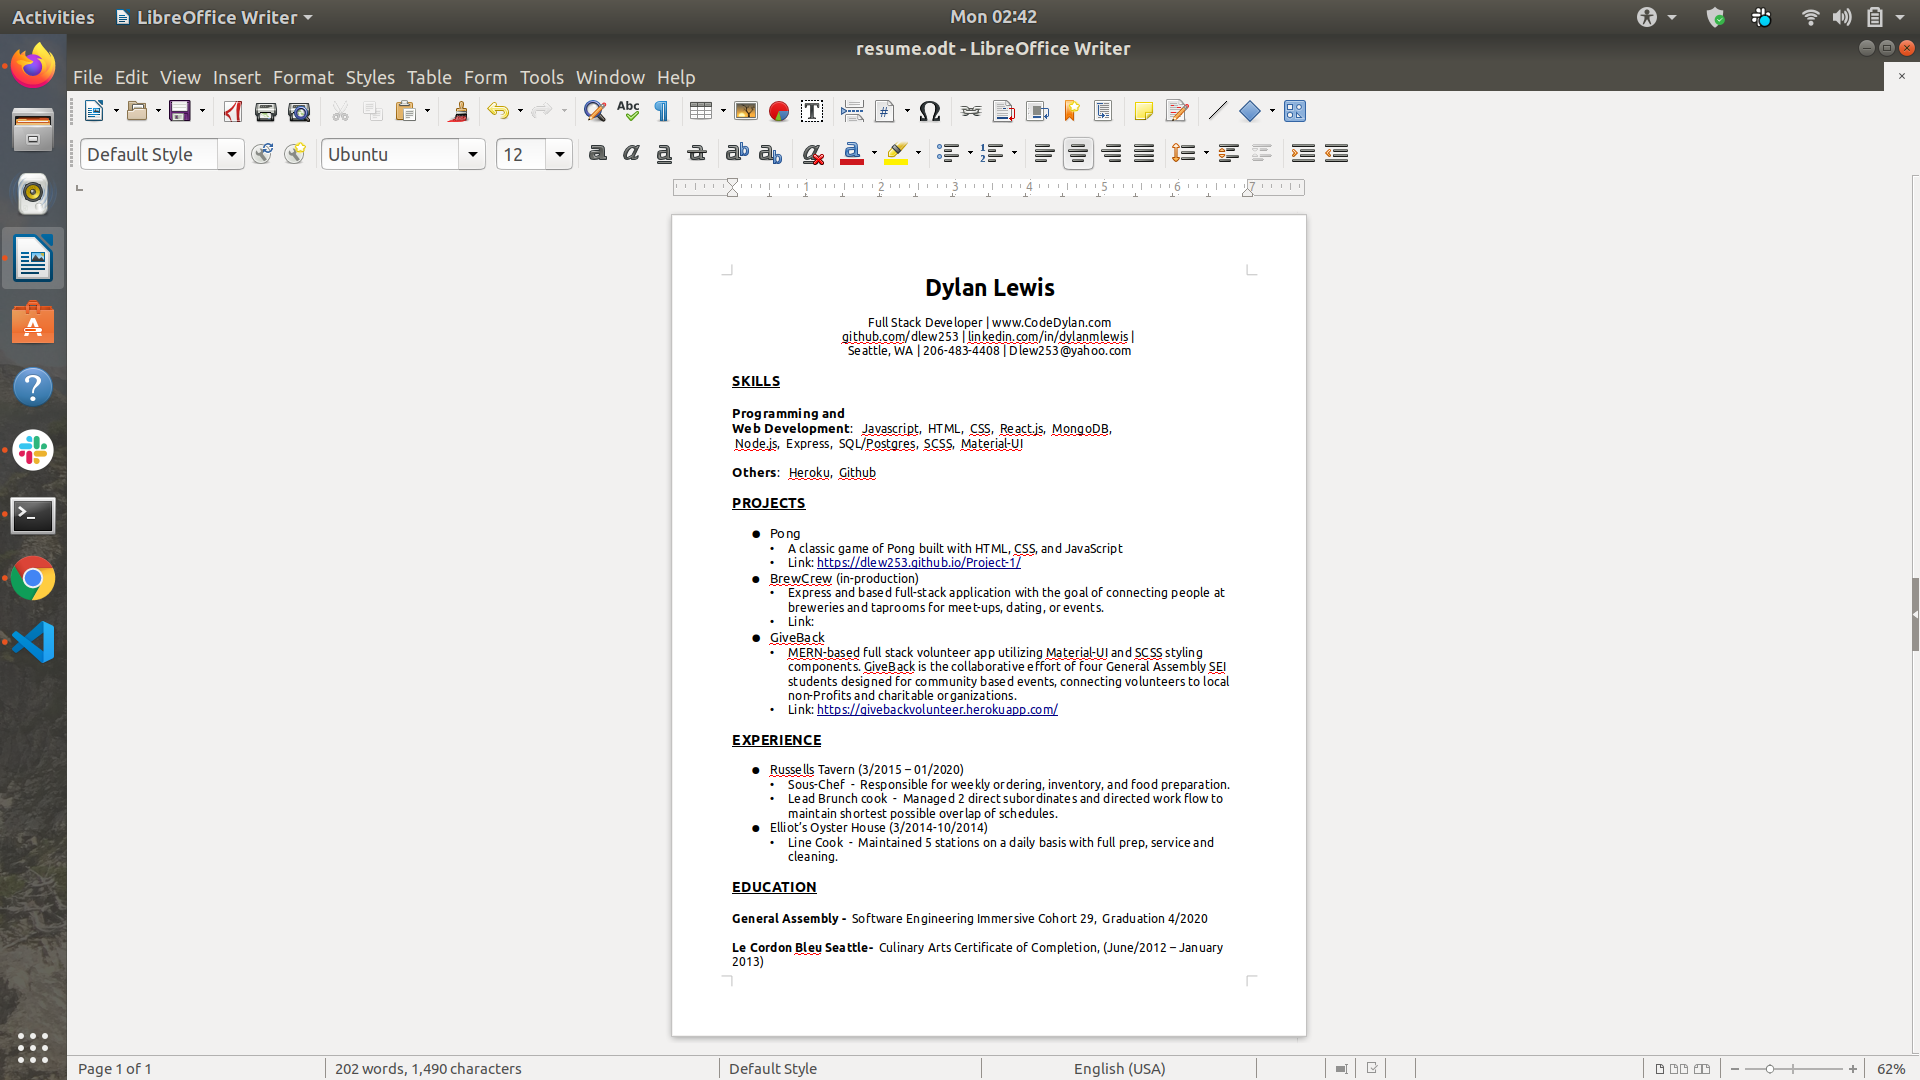 Activities LibreOffice Writer Mon 02:42
resume.odt - LibreOffice Writer
File Edit View Insert Format Styles Table Form Tools Window Help
Default Style Ubuntu 12
1 2 3 4 5 6 7
Dylan Lewis
Full Stack Developer | www.CodeDylan.com
github.com/dlew253 | linkedin.com/in/dylanmlewis |
Seattle, WA | 206-483-4408 | Dlew253@yahoo.com
SKILLS
Programming and
Web Development: Javascript, HTML, CSS, React.js, MongoDB,
Node.js, Express, SQL/Postgres, SCSS, Material-UI
Others: Heroku, Github
PROJECTS
● Pong
• A classic game of Pong built with HTML, CSS, and JavaScript
• Link: https://dlew253.github.io/Project-1/
● BrewCrew (in-production)
• Express and based full-stack application with the goal of connecting people at
breweries and taprooms for meet-ups, dating, or events.
• Link:
● GiveBack
• MERN-based full stack volunteer app utilizing Material-UI and SCSS styling
components. GiveBack is the collaborative effort of four General Assembly SEI
students designed for community based events, connecting volunteers to local
non-Profits and charitable organizations.
• Link: https://givebackvolunteer.herokuapp.com/
EXPERIENCE
● Russells Tavern (3/2015 – 01/2020)
• Sous-Chef - Responsible for weekly ordering, inventory, and food preparation.
• Lead Brunch cook - Managed 2 direct subordinates and directed work flow to
maintain shortest possible overlap of schedules.
● Elliot’s Oyster House (3/2014-10/2014)
• Line Cook - Maintained 5 stations on a daily basis with full prep, service and
cleaning.
EDUCATION
General Assembly - Software Engineering Immersive Cohort 29, Graduation 4/2020
Le Cordon Bleu Seattle- Culinary Arts Certificate of Completion, (June/2012 – January
2013)
Page 1 of 1 202 words, 1,490 characters Default Style English (USA) 62%